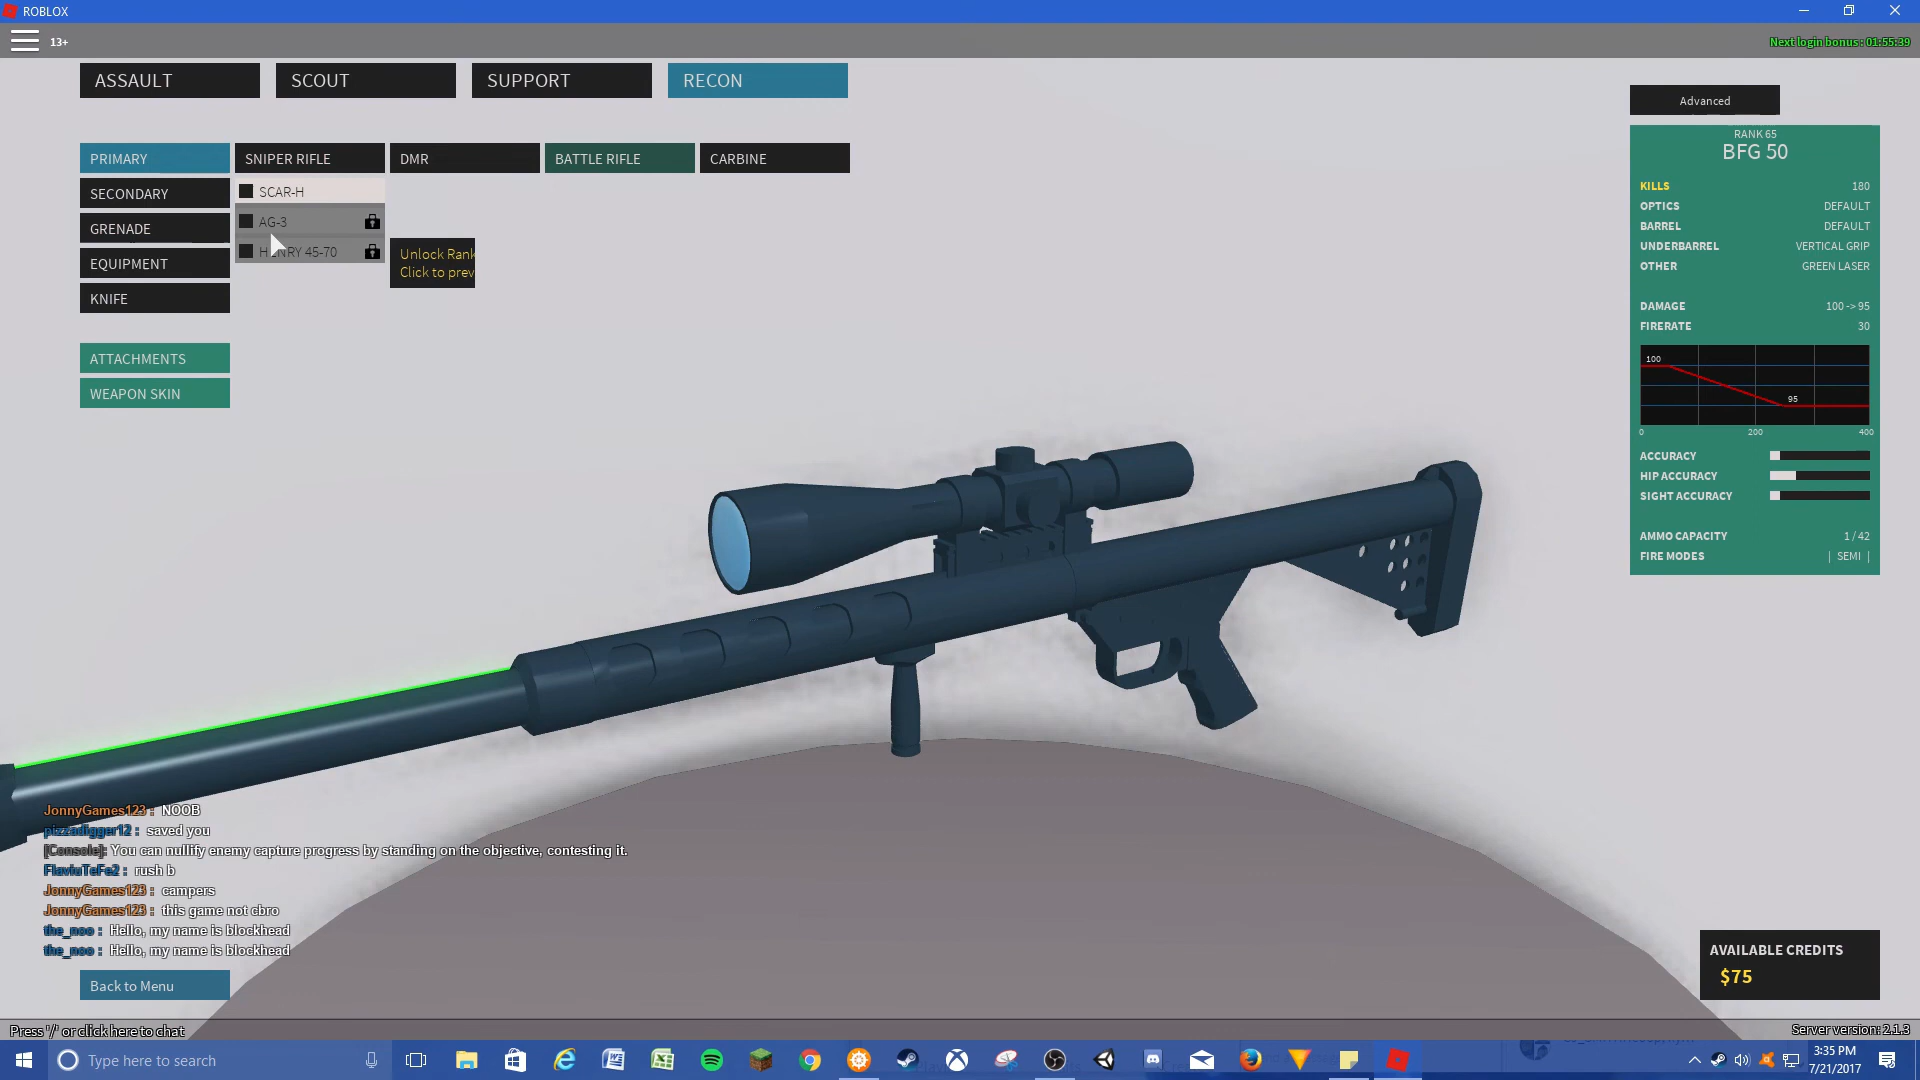 ROBLOX
13+
Next login bonus: 01:55:39
ASSAULT
SCOUT
SUPPORT
RECON
Advanced
PRIMARY
SNIPER RIFLE
DMR
BATTLE RIFLE
CARBINE
SECONDARY
GRENADE
EQUIPMENT
KNIFE
SCAR-H
AG-3
HENRY 45-70
Unlock Rank
Click to prev
ATTACHMENTS
WEAPON SKIN
RANK 65
BFG 50
KILLS 180
OPTICS DEFAULT
BARREL DEFAULT
UNDERBARREL VERTICAL GRIP
OTHER GREEN LASER
DAMAGE 100 -> 95
FIRERATE 30
100
95
0 200 400
ACCURACY
HIP ACCURACY
SIGHT ACCURACY
AMMO CAPACITY 1 / 42
FIRE MODES | SEMI |
JonnyGames123 : NOOB
pizzadigger12 : saved you
[Console]: You can nullify enemy capture progress by standing on the objective, contesting it.
FlaviuTeFe2 : rush b
JonnyGames123 : campers
JonnyGames123 : this game not cbro
the_noo : Hello, my name is blockhead
the_noo : Hello, my name is blockhead
Back to Menu
AVAILABLE CREDITS
$75
Press '/' or click here to chat
Server version: 2.1.3
Type here to search
3:35 PM
7/21/2017